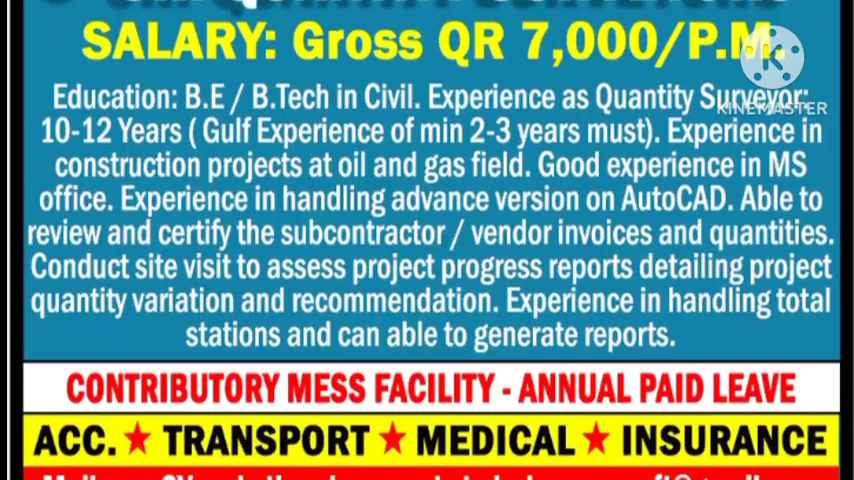 SALARY: Gross QR 7,000/P.M.
KINEMASTER
Education: B.E / B.Tech in Civil. Experience as Quantity Surveyor:
10-12 Years ( Gulf Experience of min 2-3 years must). Experience in
construction projects at oil and gas field. Good experience in MS
office. Experience in handling advance version on AutoCAD. Able to
review and certify the subcontractor / vendor invoices and quantities.
Conduct site visit to assess project progress reports detailing project
quantity variation and recommendation. Experience in handling total
stations and can able to generate reports.
CONTRIBUTORY MESS FACILITY - ANNUAL PAID LEAVE
ACC. ★ TRANSPORT ★ MEDICAL ★ INSURANCE